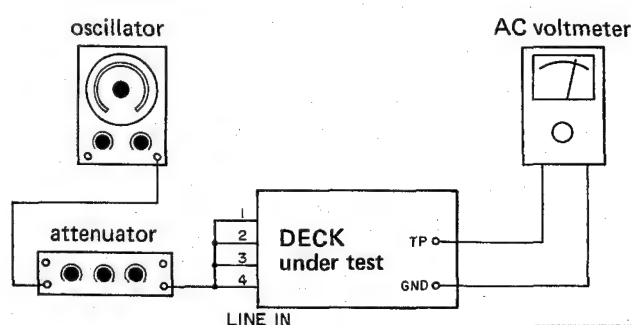 oscillator
AC voltmeter
attenuator
1
2
3
4
DECK
under test
TP
GND
LINE IN